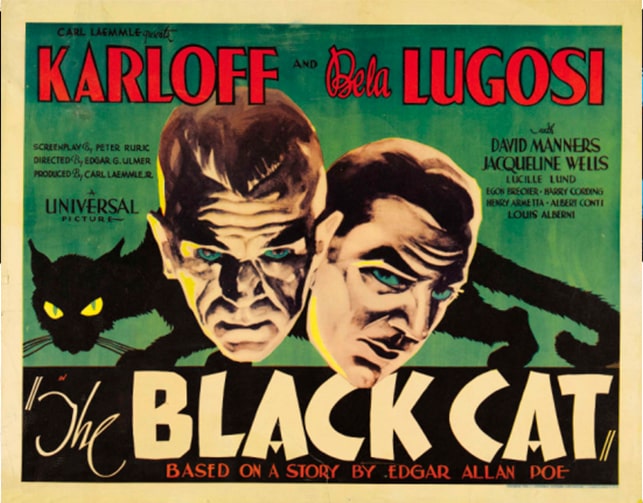 CARL LAEMMLE presents
KARLOFF AND Bela LUGOSI
SCREENPLAY By PETER RURIC
DIRECTED By EDGAR G. ULMER
PRODUCED By CARL LAEMMLE, JR.
A
UNIVERSAL
PICTURE
with
DAVID MANNERS
JACQUELINE WELLS
LUCILLE LUND
EGON BRECHER · HARRY CORDING
HENRY ARMETTA · ALBERT CONTI
LOUIS ALBERNI
in
"The BLACK CAT"
BASED ON A STORY BY EDGAR ALLAN POE